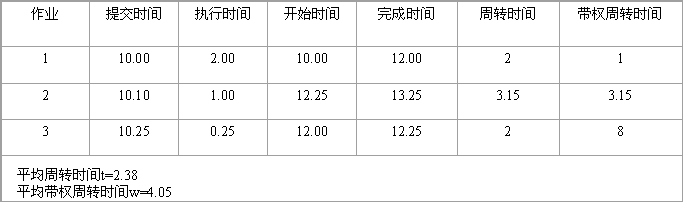 作业 提交时间 执行时间 开始时间 完成时间 周转时间 带权周转时间
1 10.00 2.00 10.00 12.00 2 1
2 10.10 1.00 12.25 13.25 3.15 3.15
3 10.25 0.25 12.00 12.25 2 8
平均周转时间t=2.38
平均带权周转时间w=4.05